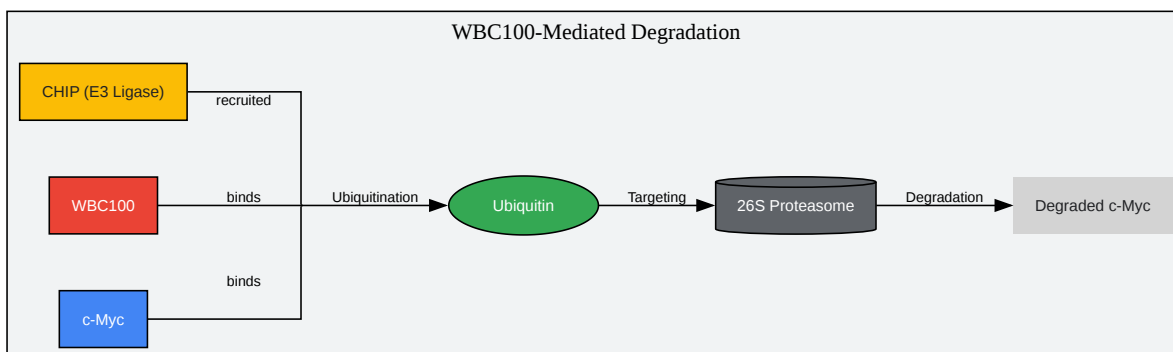 WBC100-Mediated Degradation
CHIP (E3 Ligase)
recruited
WBC100
binds
Ubiquitination
Ubiquitin
Targeting
26S Proteasome
Degradation
Degraded c-Myc
binds
c-Myc